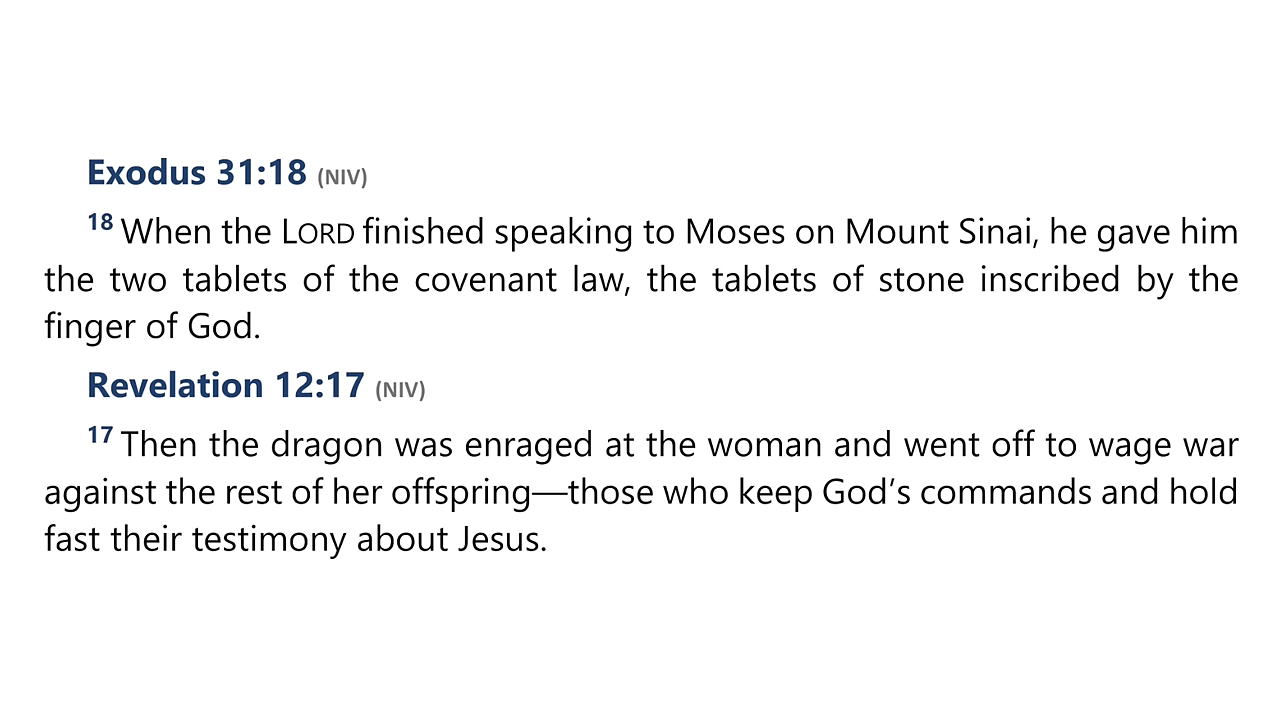 Exodus 31:18 (NIV)
18 When the LORD finished speaking to Moses on Mount Sinai, he gave him
the two tablets of the covenant law, the tablets of stone inscribed by the
finger of God.
Revelation 12:17 (NIV)
17 Then the dragon was enraged at the woman and went off to wage war
against the rest of her offspring—those who keep God’s commands and hold
fast their testimony about Jesus.